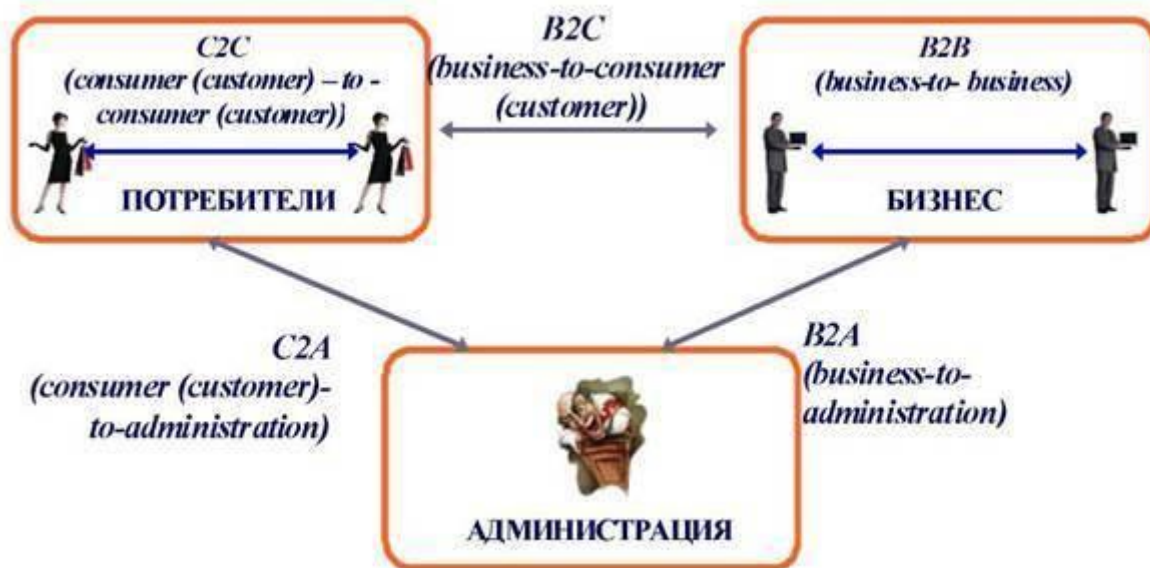 C2C
(consumer (customer) – to -
consumer (customer)}
ПОТРЕБИТЕЛИ
B2C
(business-to-consumer
(customer))
B2B
(business-to- business)
БИЗНЕС
C2A
(consumer (customer)-
to-administration)
B2A
(business-to-
administration)
АДМИНИСТРАЦИЯ